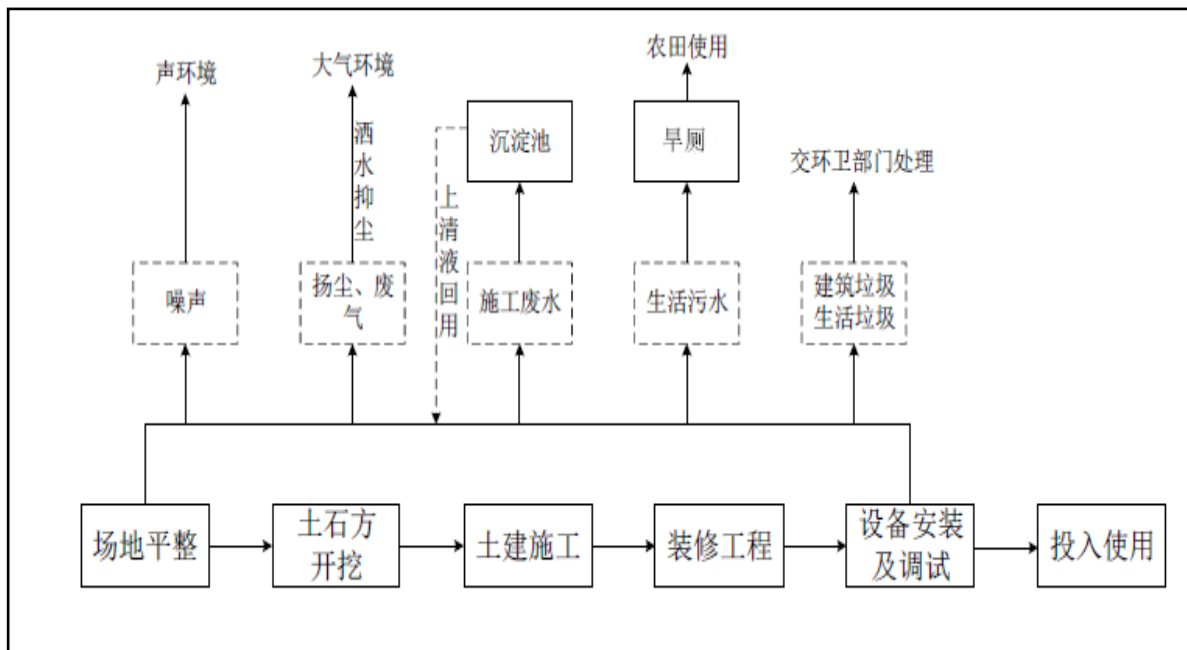 农田使用
声环境
大气环境
洒水抑尘
沉淀池
旱厕
交环卫部门处理
上清液回用
噪声
扬尘、废
气
施工废水
生活污水
建筑垃圾
生活垃圾
场地平整
土石方
开挖
土建施工
装修工程
设备安装
及调试
投入使用